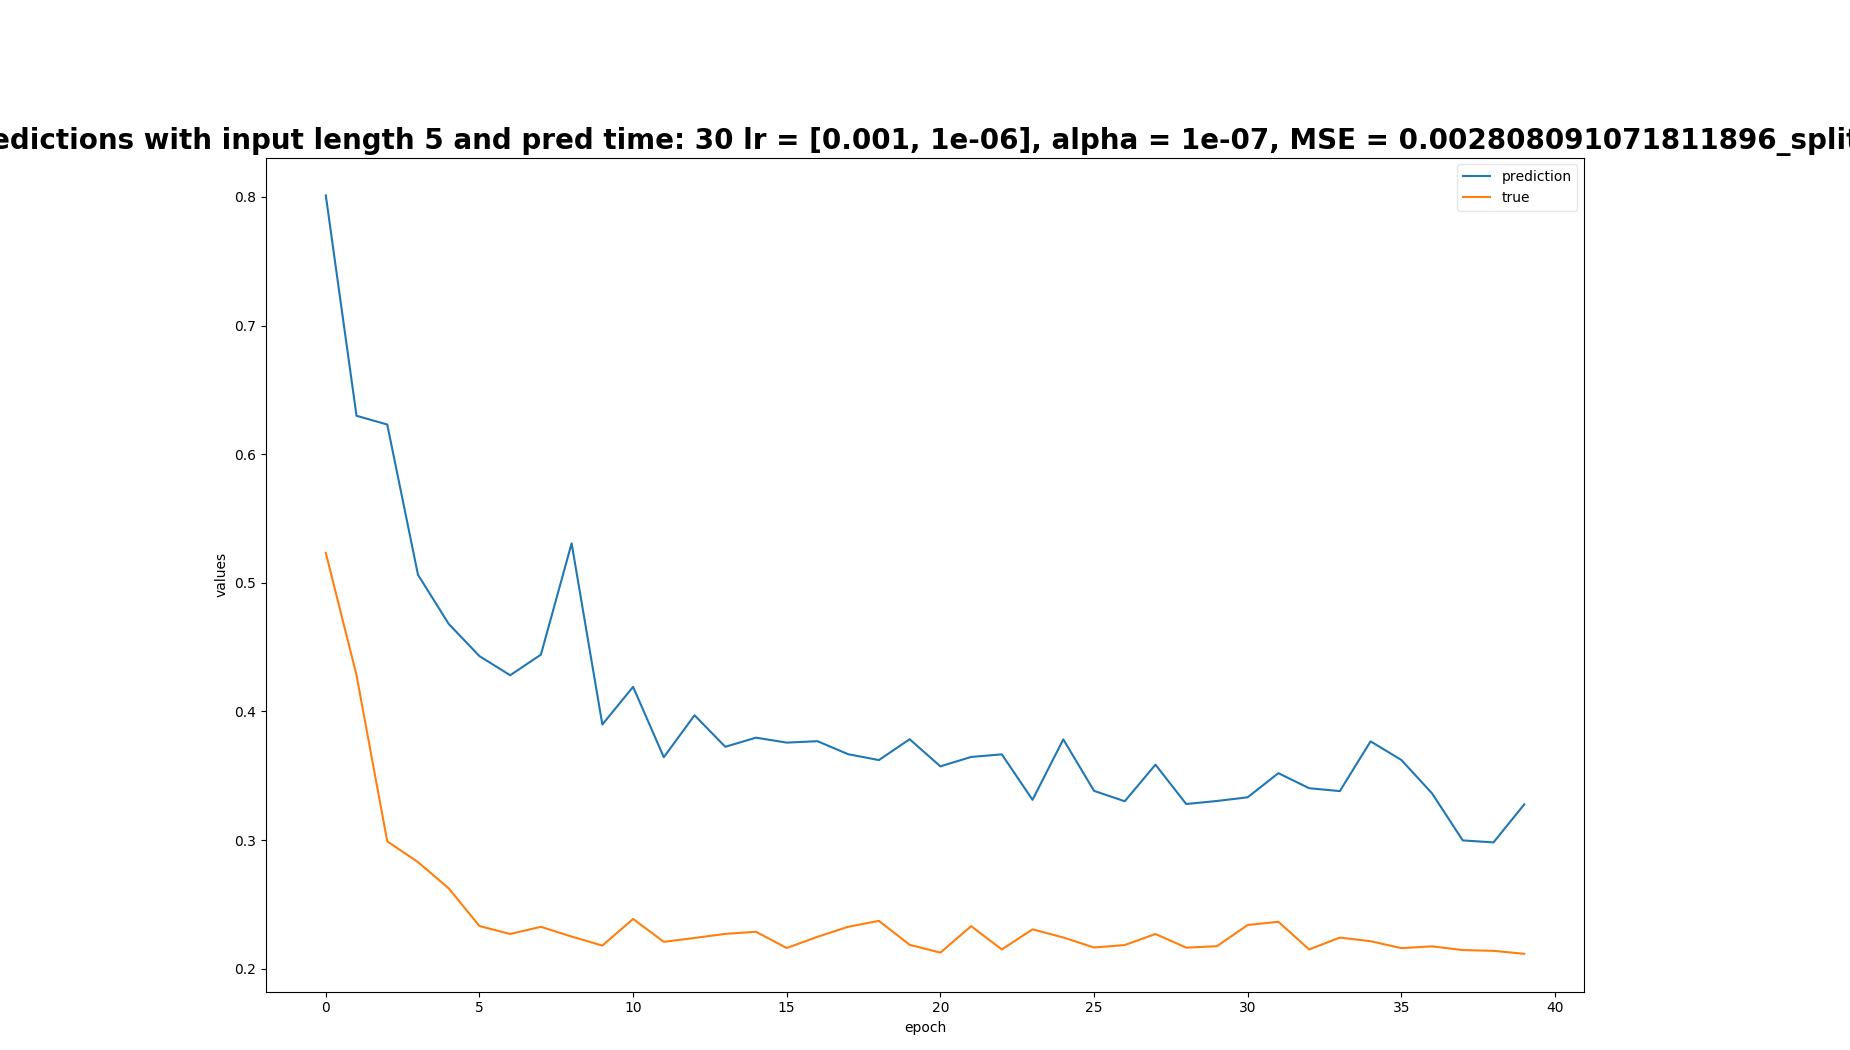 edictions with input length 5 and pred time: 30 lr = [0.001, 1e-06], alpha = 1e-07, MSE = 0.002808091071811896_split
prediction
true
0.8
0.7
0.6
0.5
0.4
0.3
0.2
values
0 5 10 15 20 25 30 35 40
epoch